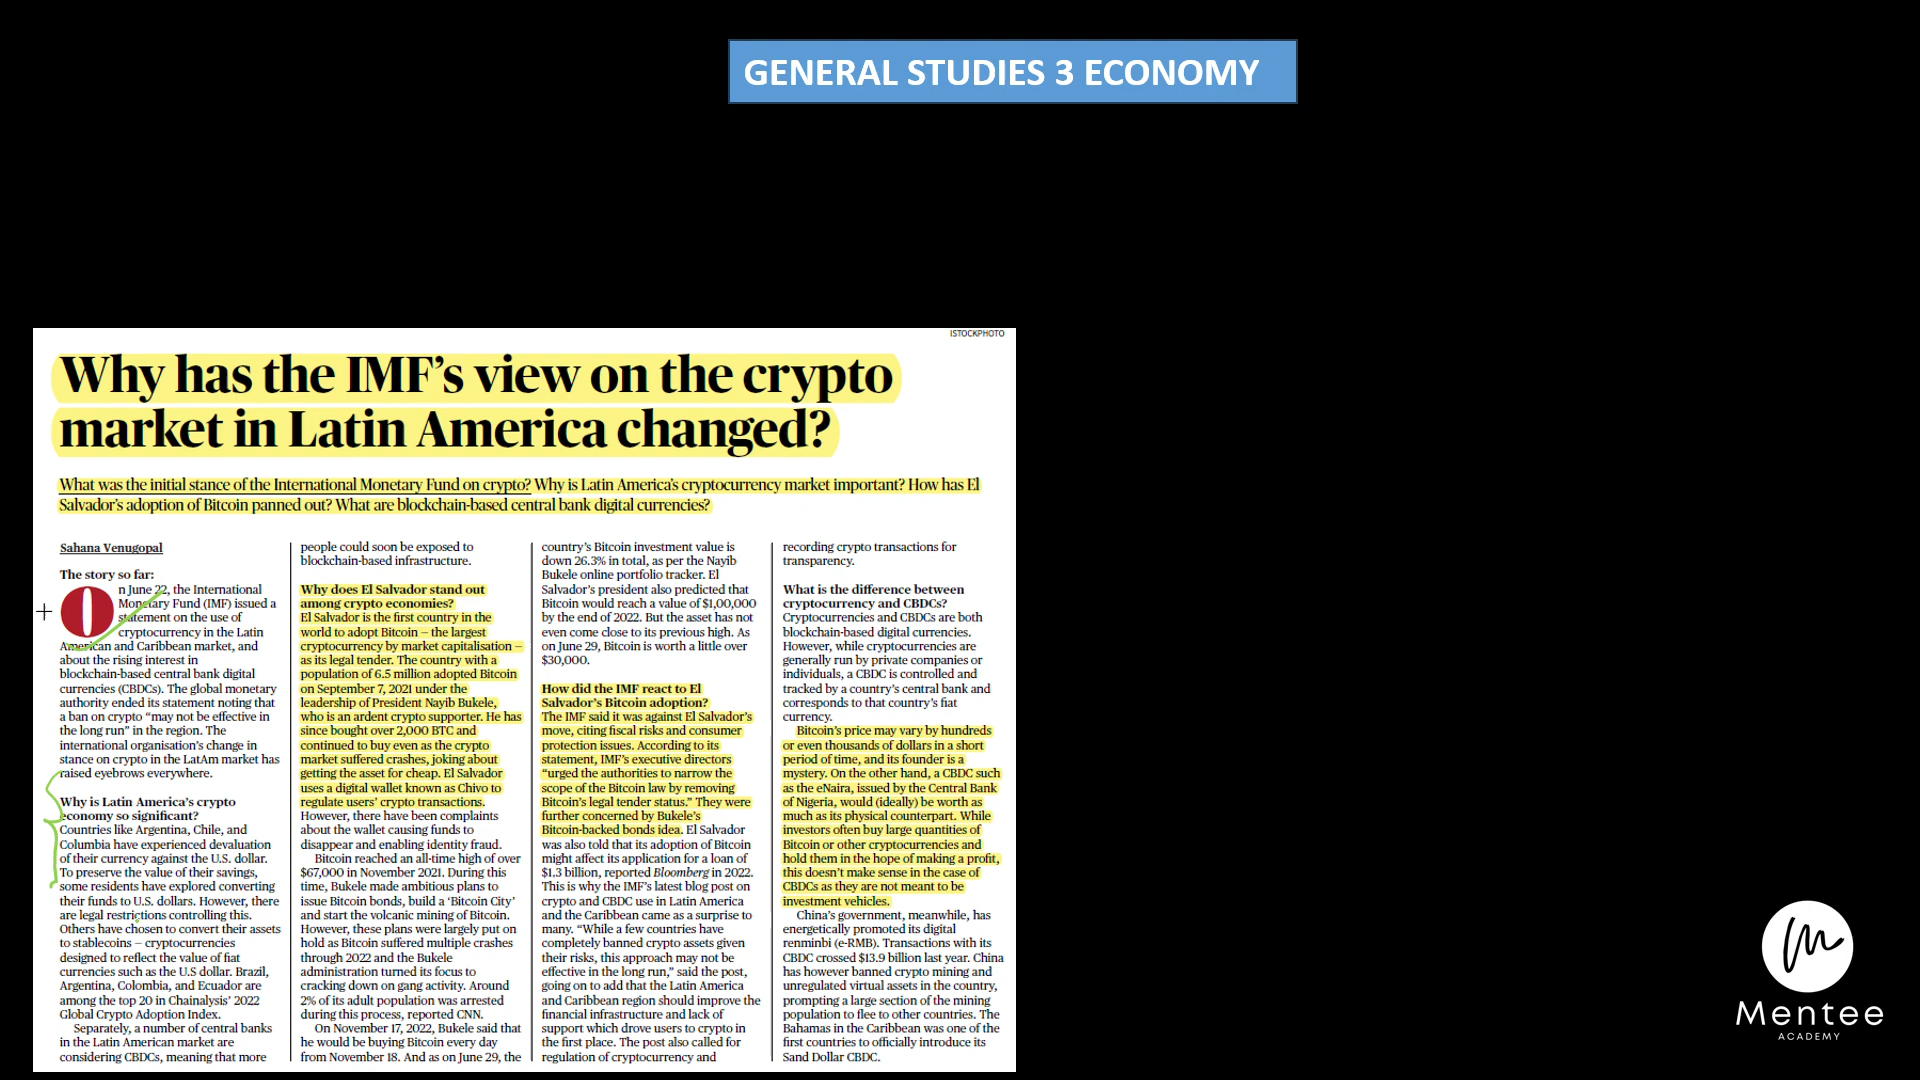 GENERAL STUDIES 3 ECONOMY
ISTOCKPHOTO
Why has the IMF’s view on the crypto
market in Latin America changed?
What was the initial stance of the International Monetary Fund on crypto? Why is Latin America’s cryptocurrency market important? How has El
Salvador’s adoption of Bitcoin panned out? What are blockchain-based central bank digital currencies?
Sahana Venugopal
The story so far:
On June 22, the International
Monetary Fund (IMF) issued a
statement on the use of
cryptocurrency in the Latin
American and Caribbean market, and
about the rising interest in
blockchain-based central bank digital
currencies (CBDCs). The global monetary
authority ended its statement noting that
a ban on crypto “may not be effective in
the long run” in the region. The
international organisation’s change in
stance on crypto in the LatAm market has
raised eyebrows everywhere.
Why is Latin America’s crypto
economy so significant?
Countries like Argentina, Chile, and
Columbia have experienced devaluation
of their currency against the U.S. dollar.
To preserve the value of their savings,
some residents have explored converting
their funds to U.S. dollars. However, there
are legal restrictions controlling this.
Others have chosen to convert their assets
to stablecoins — cryptocurrencies
designed to reflect the value of fiat
currencies such as the U.S dollar. Brazil,
Argentina, Colombia, and Ecuador are
among the top 20 in Chainalysis’ 2022
Global Crypto Adoption Index.
Separately, a number of central banks
in the Latin American market are
considering CBDCs, meaning that more
people could soon be exposed to
blockchain-based infrastructure.
Why does El Salvador stand out
among crypto economies?
El Salvador is the first country in the
world to adopt Bitcoin — the largest
cryptocurrency by market capitalisation —
as its legal tender. The country with a
population of 6.5 million adopted Bitcoin
on September 7, 2021 under the
leadership of President Nayib Bukele,
who is an ardent crypto supporter. He has
since bought over 2,000 BTC and
continued to buy even as the crypto
market suffered crashes, joking about
getting the asset for cheap. El Salvador
uses a digital wallet known as Chivo to
regulate users’ crypto transactions.
However, there have been complaints
about the wallet causing funds to
disappear and enabling identity fraud.
Bitcoin reached an all-time high of over
$67,000 in November 2021. During this
time, Bukele made ambitious plans to
issue Bitcoin bonds, build a ‘Bitcoin City’
and start the volcanic mining of Bitcoin.
However, these plans were largely put on
hold as Bitcoin suffered multiple crashes
through 2022 and the Bukele
administration turned its focus to
cracking down on gang activity. Around
2% of its adult population was arrested
during this process, reported CNN.
On November 17, 2022, Bukele said that
he would be buying Bitcoin every day
from November 18. And as on June 29, the
country’s Bitcoin investment value is
down 26.3% in total, as per the Nayib
Bukele online portfolio tracker. El
Salvador’s president also predicted that
Bitcoin would reach a value of $1,00,000
by the end of 2022. But the asset has not
even come close to its previous high. As
on June 29, Bitcoin is worth a little over
$30,000.
How did the IMF react to El
Salvador’s Bitcoin adoption?
The IMF said it was against El Salvador’s
move, citing fiscal risks and consumer
protection issues. According to its
statement, IMF’s executive directors
“urged the authorities to narrow the
scope of the Bitcoin law by removing
Bitcoin’s legal tender status.” They were
further concerned by Bukele’s
Bitcoin-backed bonds idea. El Salvador
was also told that its adoption of Bitcoin
might affect its application for a loan of
$1.3 billion, reported Bloomberg in 2022.
This is why the IMF’s latest blog post on
crypto and CBDC use in Latin America
and the Caribbean came as a surprise to
many. “While a few countries have
completely banned crypto assets given
their risks, this approach may not be
effective in the long run,” said the post,
going on to add that the Latin America
and Caribbean region should improve the
financial infrastructure and lack of
support which drove users to crypto in
the first place. The post also called for
regulation of cryptocurrency and
recording crypto transactions for
transparency.
What is the difference between
cryptocurrency and CBDCs?
Cryptocurrencies and CBDCs are both
blockchain-based digital currencies.
However, while cryptocurrencies are
generally run by private companies or
individuals, a CBDC is controlled and
tracked by a country’s central bank and
corresponds to that country’s fiat
currency.
Bitcoin’s price may vary by hundreds
or even thousands of dollars in a short
period of time, and its founder is a
mystery. On the other hand, a CBDC such
as the eNaira, issued by the Central Bank
of Nigeria, would (ideally) be worth as
much as its physical counterpart. While
investors often buy large quantities of
Bitcoin or other cryptocurrencies and
hold them in the hope of making a profit,
this doesn’t make sense in the case of
CBDCs as they are not meant to be
investment vehicles.
China’s government, meanwhile, has
energetically promoted its digital
renminbi (e-RMB). Transactions with its
CBDC crossed $13.9 billion last year. China
has however banned crypto mining and
unregulated virtual assets in the country,
prompting a large section of the mining
population to flee to other countries. The
Bahamas in the Caribbean was one of the
first countries to officially introduce its
Sand Dollar CBDC.
Mentee
ACADEMY